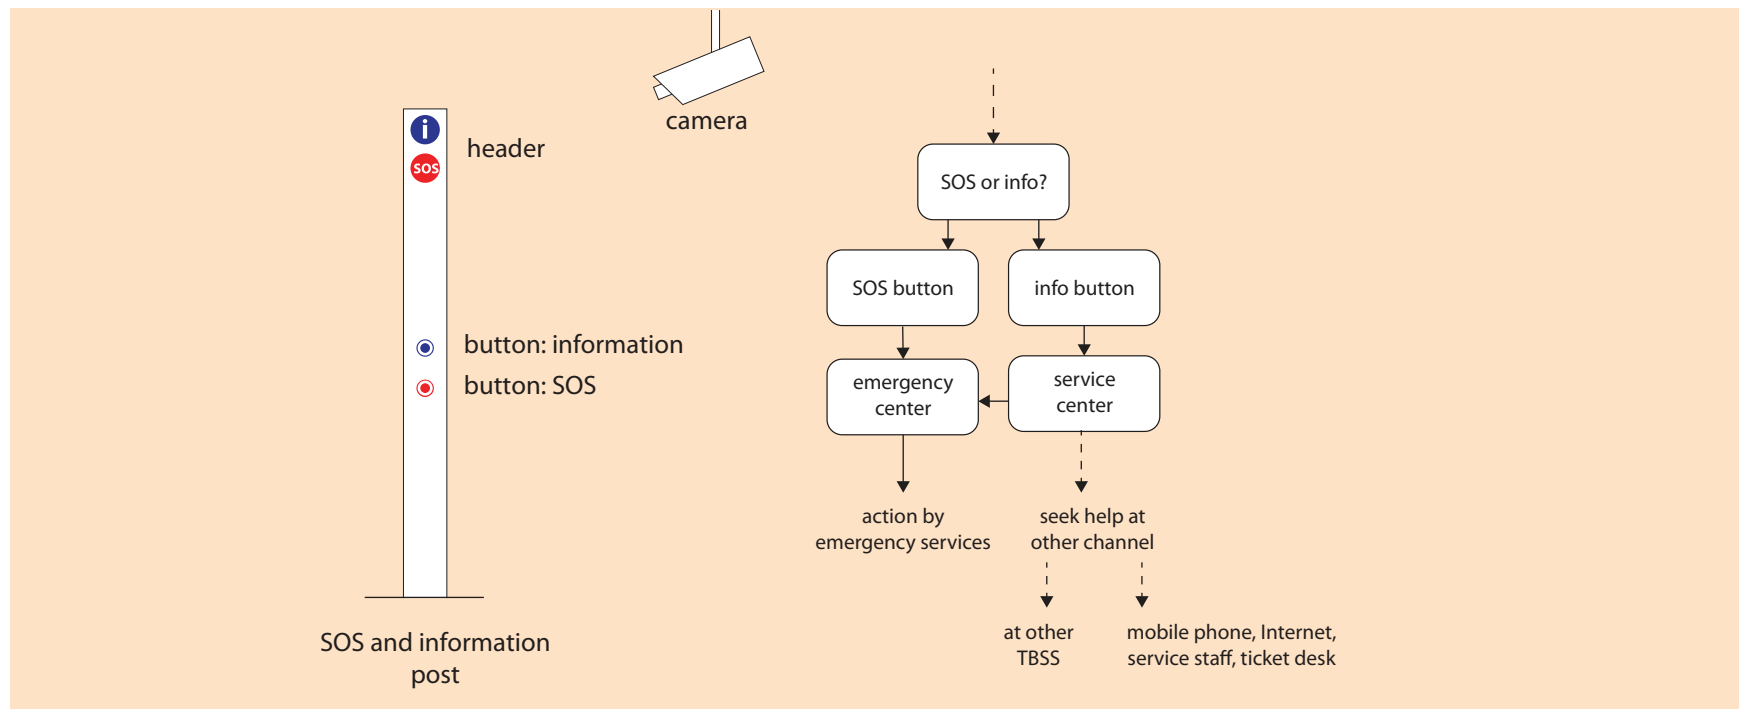 camera
i
SOS
header
button: information
button: SOS
SOS and information
post
SOS or info?
SOS button
info button
emergency
center
service
center
action by
emergency services
seek help at
other channel
at other
TBSS
mobile phone, Internet,
service staff, ticket desk